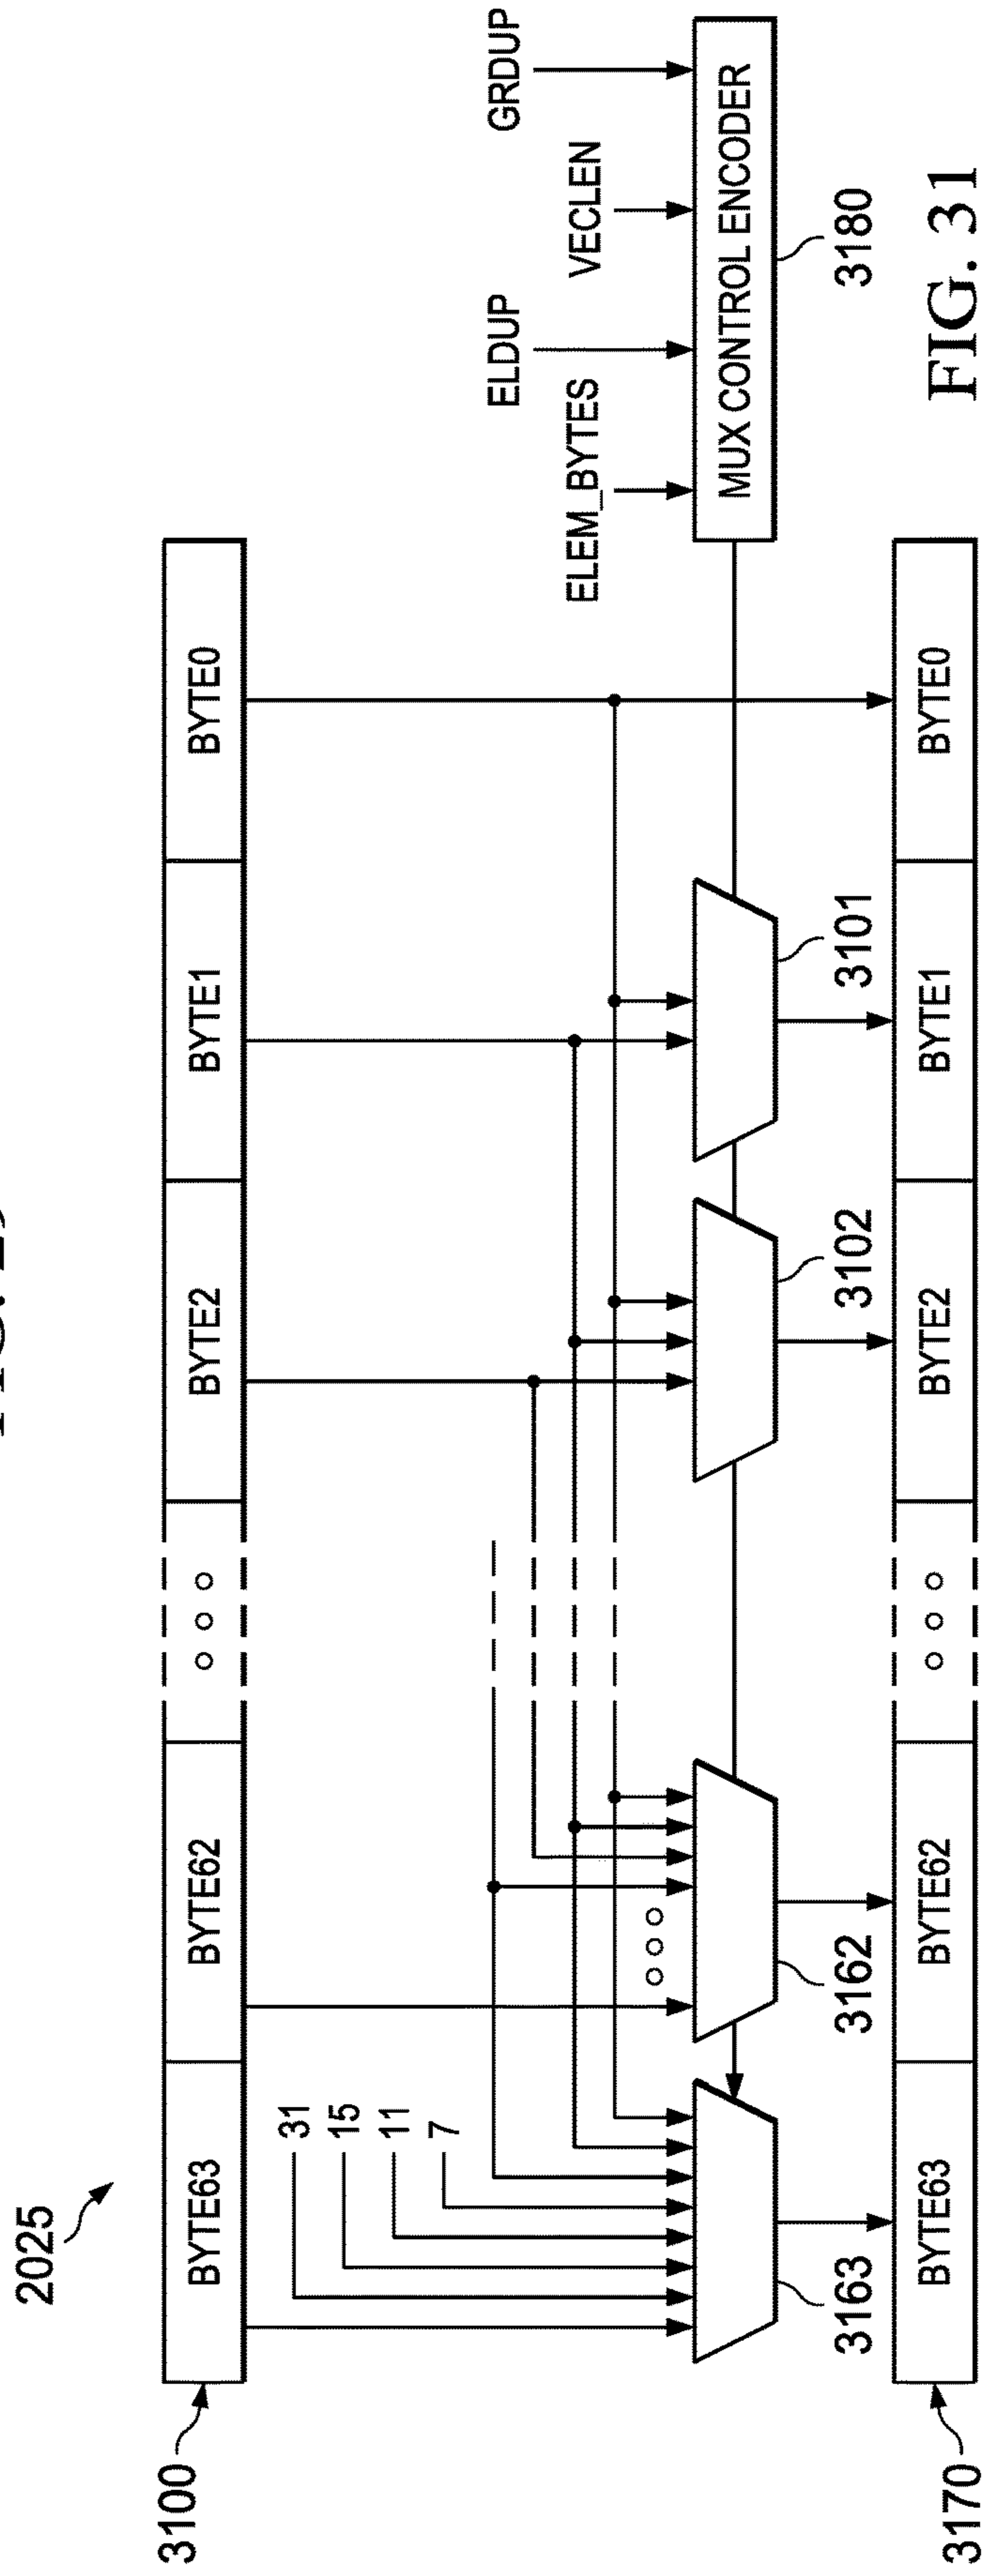 2025
3100
BYTE63
BYTE62
BYTE2
BYTE1
BYTE0
31
15
11
7
GRDUP
VECLEN
ELDUP
ELEM_BYTES
MUX CONTROL ENCODER
3180
3163
3162
3102
3101
3170
BYTE63
BYTE62
BYTE2
BYTE1
BYTE0
FIG. 31